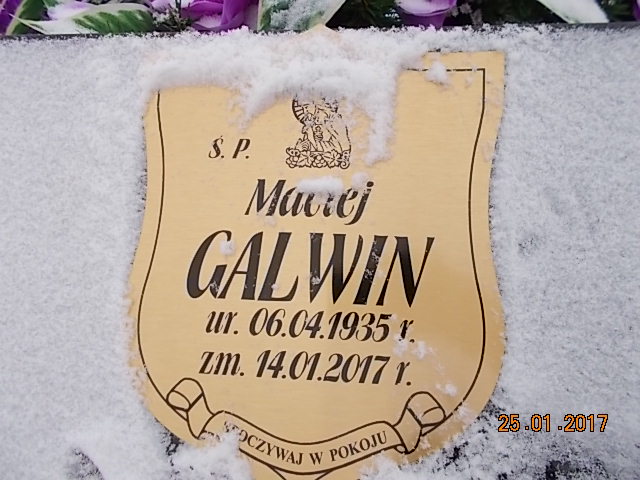 Ś. P.
Maciej
GALWIN
ur. 06.04.1935 r.
zm. 14.01.2017 r.
W POKOJU
25.01.2017